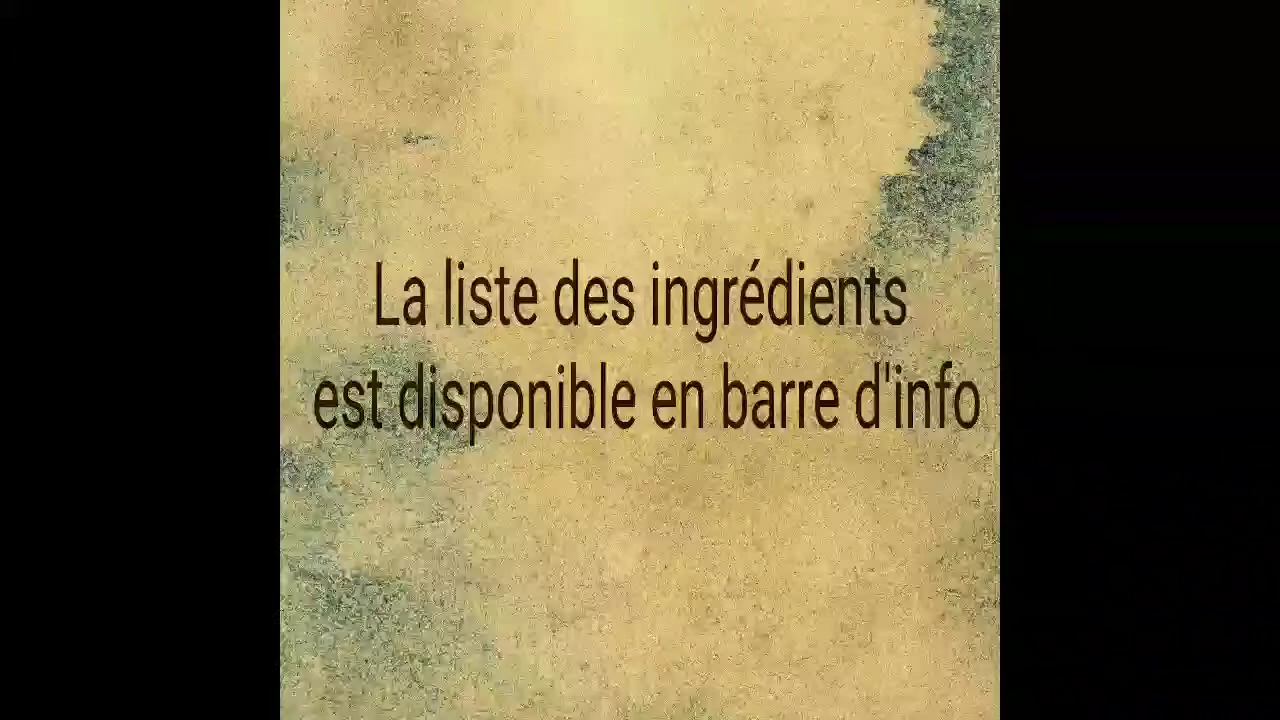 La liste des ingrédients
est disponible en barre d'info